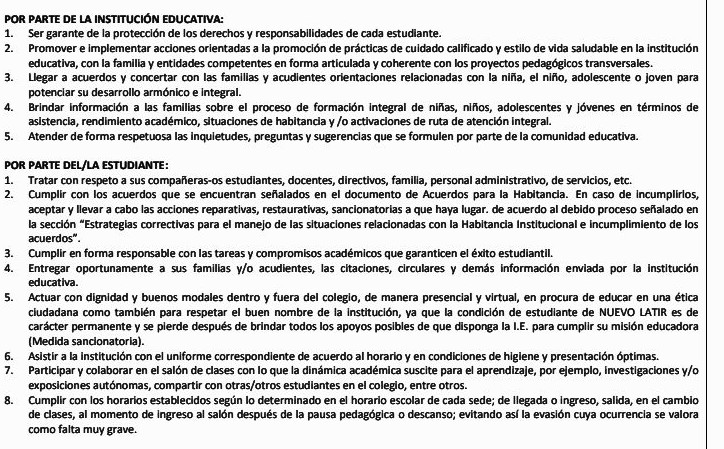 POR PARTE DE LA INSTITUCIÓN EDUCATIVA:
1. Ser garante de la protección de los derechos y responsabilidades de cada estudiante.
2. Promover e implementar acciones orientadas a la promoción de prácticas de cuidado calificado y estilo de vida saludable en la institución
educativa, con la familia y entidades competentes en forma articulada y coherente con los proyectos pedagógicos transversales.
3. Llegar a acuerdos y concertar con las familias y acudientes orientaciones relacionadas con la niña, el niño, adolescente o joven para
potenciar su desarrollo armónico e integral.
4. Brindar información a las familias sobre el proceso de formación integral de niñas, niños, adolescentes y jóvenes en términos de
asistencia, rendimiento académico, situaciones de habitancia y /o activaciones de ruta de atención integral.
5. Atender de forma respetuosa las inquietudes, preguntas y sugerencias que se formulen por parte de la comunidad educativa.
POR PARTE DEL/LA ESTUDIANTE:
1. Tratar con respeto a sus compañeras-os estudiantes, docentes, directivos, familia, personal administrativo, de servicios, etc.
2. Cumplir con los acuerdos que se encuentran señalados en el documento de Acuerdos para la Habitancia. En caso de incumplirlos,
aceptar y llevar a cabo las acciones reparativas, restaurativas, sancionatorias a que haya lugar. de acuerdo al debido proceso señalado en
la sección "Estrategias correctivas para el manejo de las situaciones relacionadas con la Habitancia Institucional e incumplimiento de los
acuerdos".
3. Cumplir en forma responsable con las tareas y compromisos académicos que garanticen el éxito estudiantil.
4. Entregar oportunamente a sus familias y/o acudientes, las citaciones, circulares y demás información enviada por la institución
educativa.
5. Actuar con dignidad y buenos modales dentro y fuera del colegio, de manera presencial y virtual, en procura de educar en una ética
ciudadana como también para respetar el buen nombre de la institución, ya que la condición de estudiante de NUEVO LATIR es de
carácter permanente y se pierde después de brindar todos los apoyos posibles de que disponga la I.E. para cumplir su misión educadora
(Medida sancionatoria).
6. Asistir a la institución con el uniforme correspondiente de acuerdo al horario y en condiciones de higiene y presentación óptimas.
7. Participar y colaborar en el salón de clases con lo que la dinámica académica suscite para el aprendizaje, por ejemplo, investigaciones y/o
exposiciones autónomas, compartir con otras/otros estudiantes en el colegio, entre otros.
8. Cumplir con los horarios establecidos según lo determinado en el horario escolar de cada sede; de llegada o ingreso, salida, en el cambio
de clases, al momento de ingreso al salón después de la pausa pedagógica o descanso; evitando así la evasión cuya ocurrencia se valora
como falta muy grave.